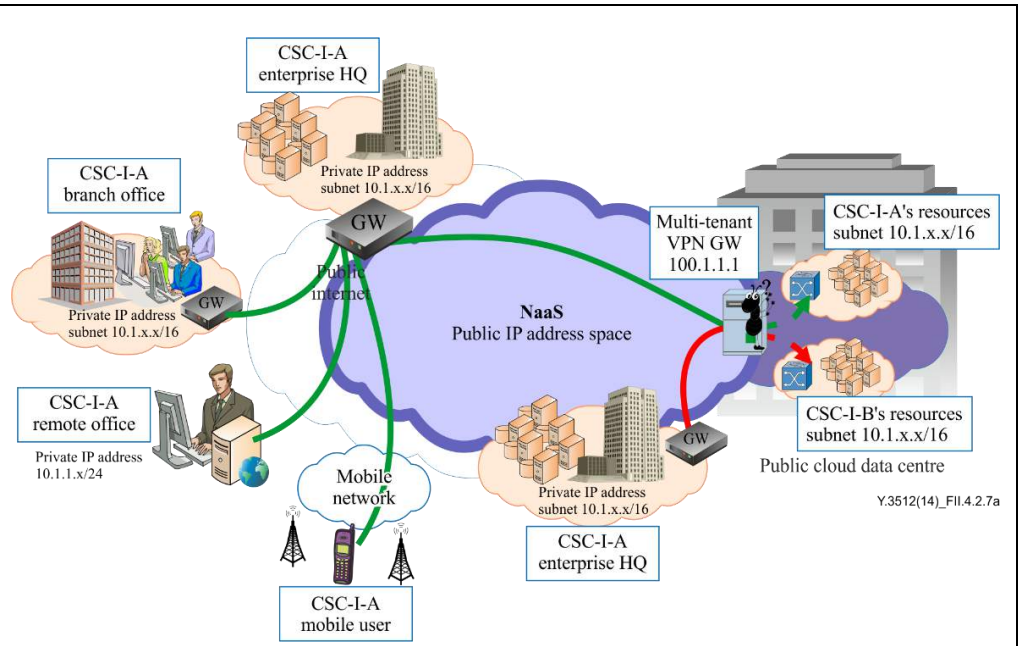 CSC-I-A
enterprise HQ
Private IP address
subnet 10.1.x.x/16
CSC-I-A
branch office
GW
Private IP address
subnet 10.1.x.x/16
GW
Public
internet
Multi-tenant
VPN GW
100.1.1.1
CSC-I-A's resources
subnet 10.1.x.x/16
?
NaaS
Public IP address space
CSC-I-A
remote office
Private IP address
10.1.1.x/24
CSC-I-B's resources
subnet 10.1.x.x/16
Public cloud data centre
GW
Private IP address
subnet 10.1.x.x/16
CSC-I-A
enterprise HQ
Mobile
network
CSC-I-A
mobile user
Y.3512(14)_FII.4.2.7a